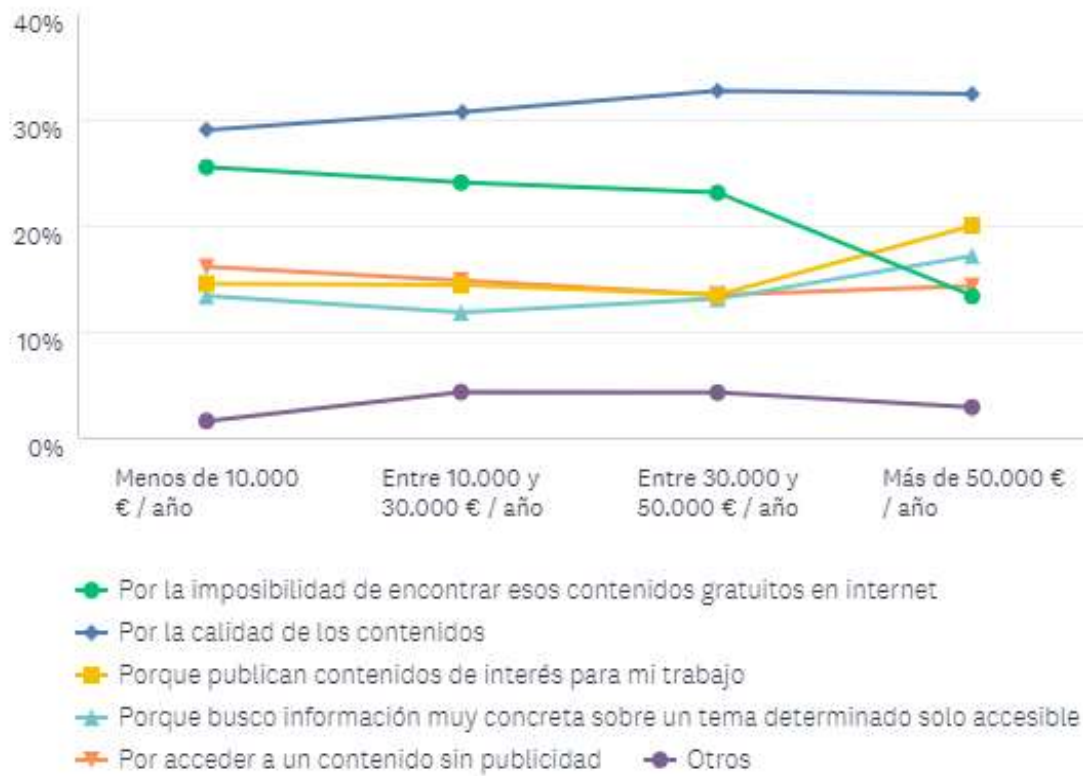 40%
30%
20%
10%
0%
Menos de 10.000
€ / año
Entre 10.000 y
30.000 € / año
Entre 30.000 y
50.000 € / año
Más de 50.000 €
/ año
Por la imposibilidad de encontrar esos contenidos gratuitos en internet
Por la calidad de los contenidos
Porque publican contenidos de interés para mi trabajo
Porque busco información muy concreta sobre un tema determinado solo accesible
Por acceder a un contenido sin publicidad Otros